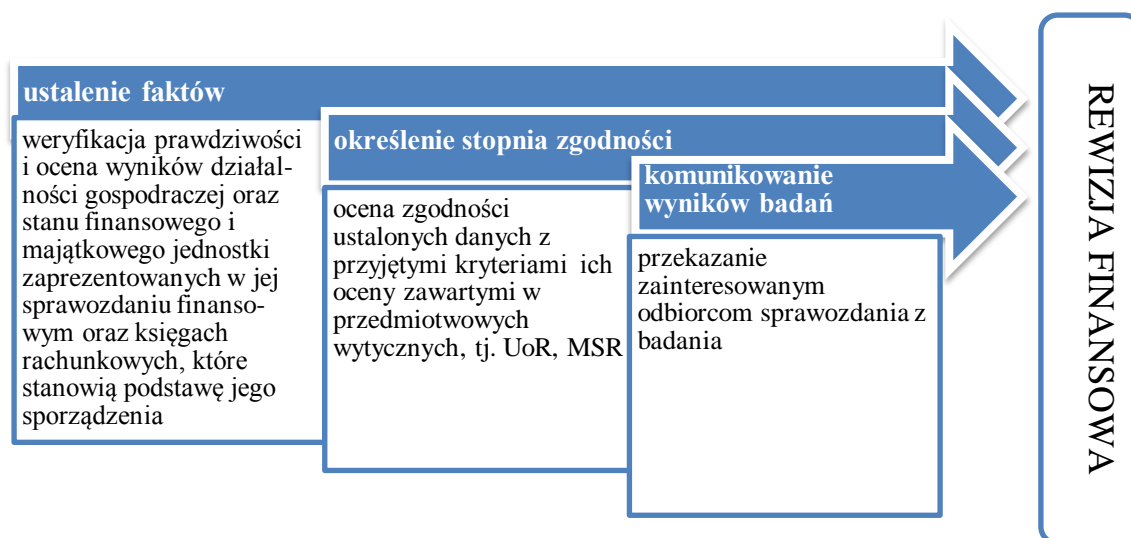 ustalenie faktów
weryfikacja prawdziwości
i ocena wyników działal-
ności gospodraczej oraz
stanu finansowego i
majątkowego jednostki
zaprezentowanych w jej
sprawozdaniu finanso-
wym oraz księgach
rachunkowych, które
stanowią podstawę jego
sporządzenia
określenie stopnia zgodności
ocena zgodności
ustalonych danych z
przyjętymi kryteriami ich
oceny zawartymi w
przedmiotwowych
wytycznych, tj. UoR, MSR
komunikowanie
wyników badań
przekazanie
zainteresowanym
odbiorcom sprawozdania z
badania
REWIZJA FINANSOWA